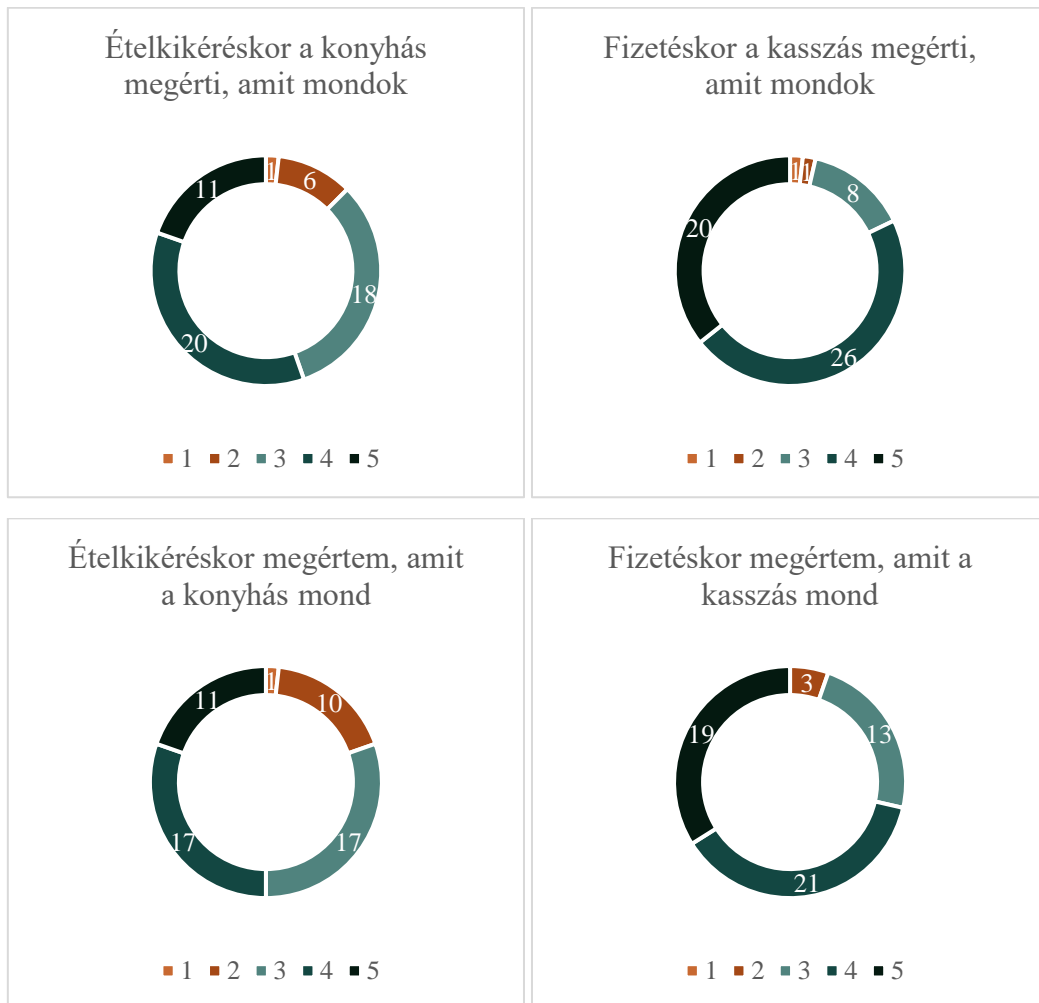 Ételkikéréskor a konyhás
megérti, amit mondok
1
6
11
18
20
1 2 3 4 5
Fizetéskor a kasszás megérti,
amit mondok
1
1
8
20
26
1 2 3 4 5
Ételkikéréskor megértem, amit
a konyhás mond
1
10
11
17
17
1 2 3 4 5
Fizetéskor megértem, amit a
kasszás mond
3
19
13
21
1 2 3 4 5